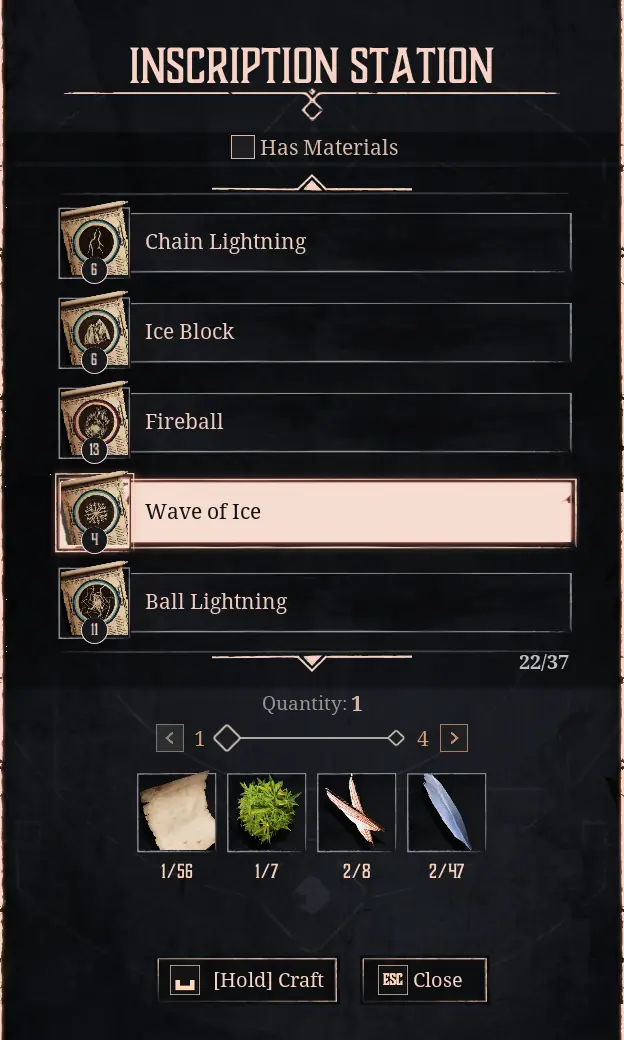 INSCRIPTION STATION
Has Materials
Chain Lightning
6
Ice Block
6
Fireball
13
Wave of Ice
4
Ball Lightning
11
22/37
Quantity: 1
1 4
1/56 1/7 2/8 2/47
[Hold] Craft ESC Close